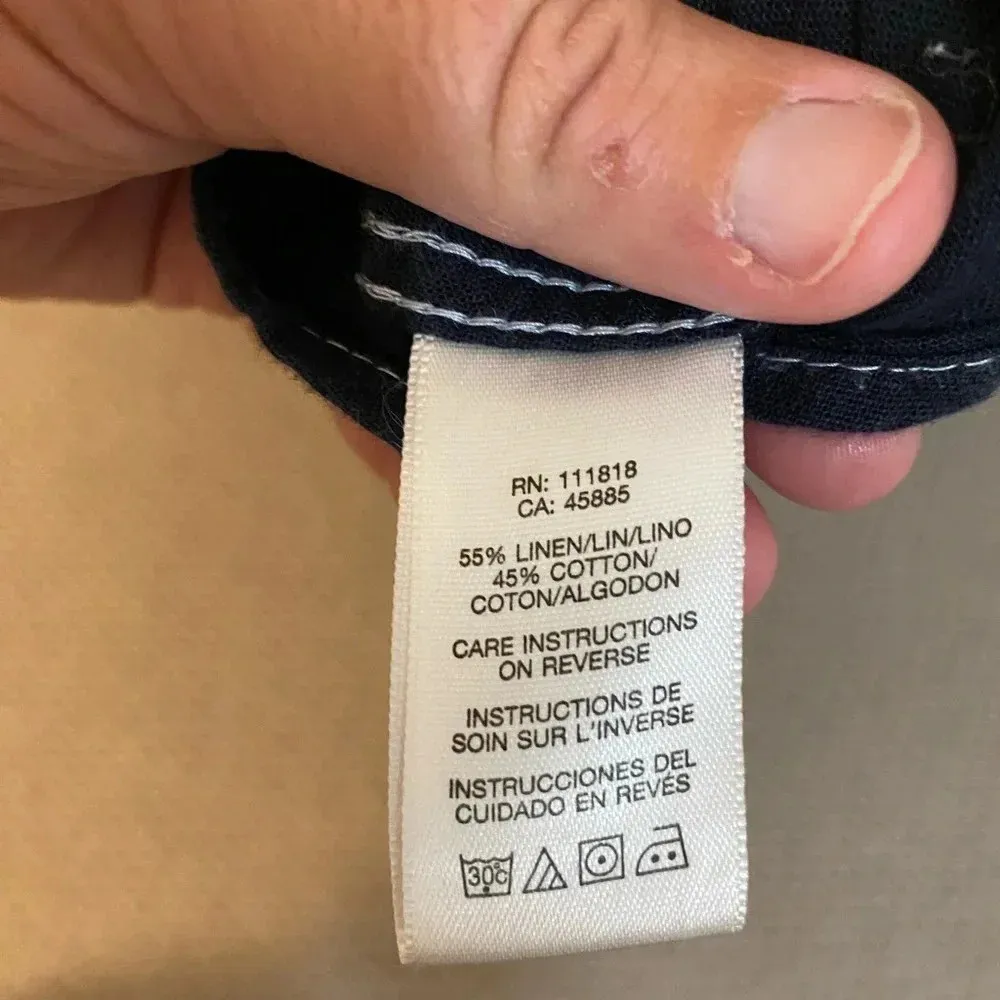 RN: 111818
CA: 45885
55% LINEN/LIN/LINO
45% COTTON/
COTON/ALGODON
CARE INSTRUCTIONS
ON REVERSE
INSTRUCTIONS DE
SOIN SUR L'INVERSE
INSTRUCCIONES DEL
CUIDADO EN REVÉS
30°C